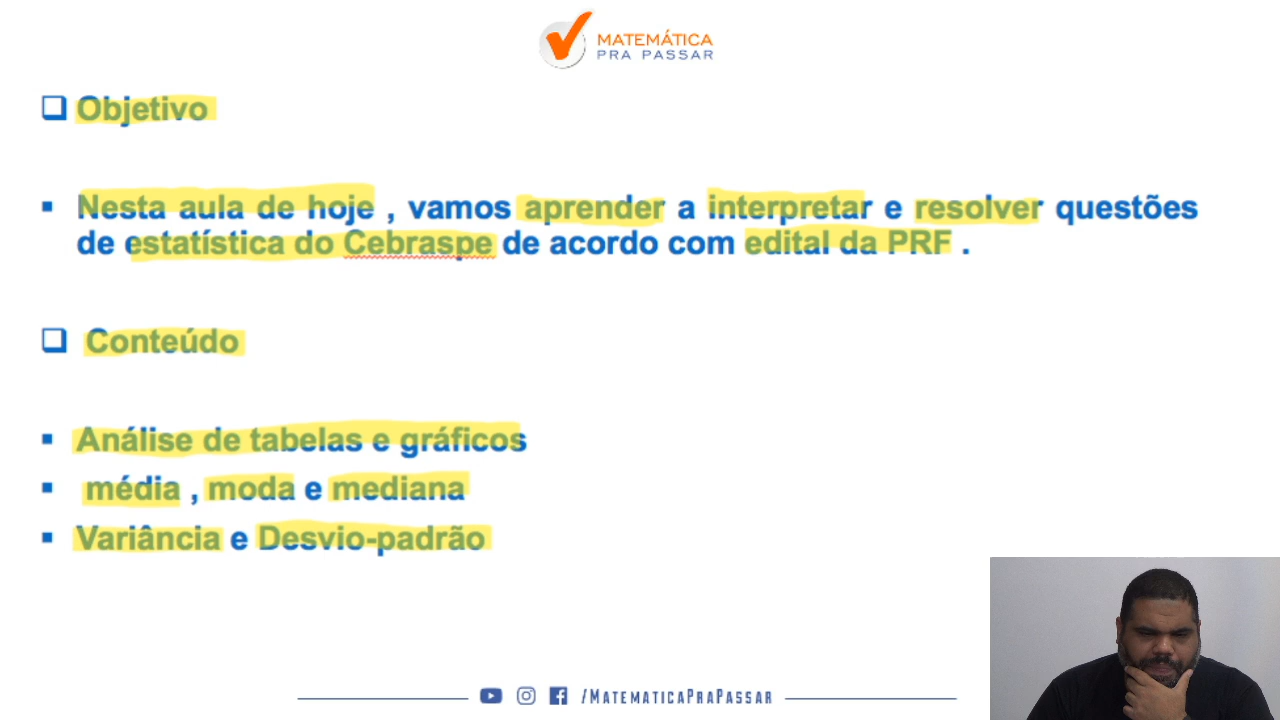 MATEMÁTICA
PRA PASSAR
Objetivo
Nesta aula de hoje , vamos aprender a interpretar e resolver questões
de estatística do Cebraspe de acordo com edital da PRF .
Conteúdo
Análise de tabelas e gráficos
média , moda e mediana
Variância e Desvio-padrão
/MATEMATICAPRAPASSAR